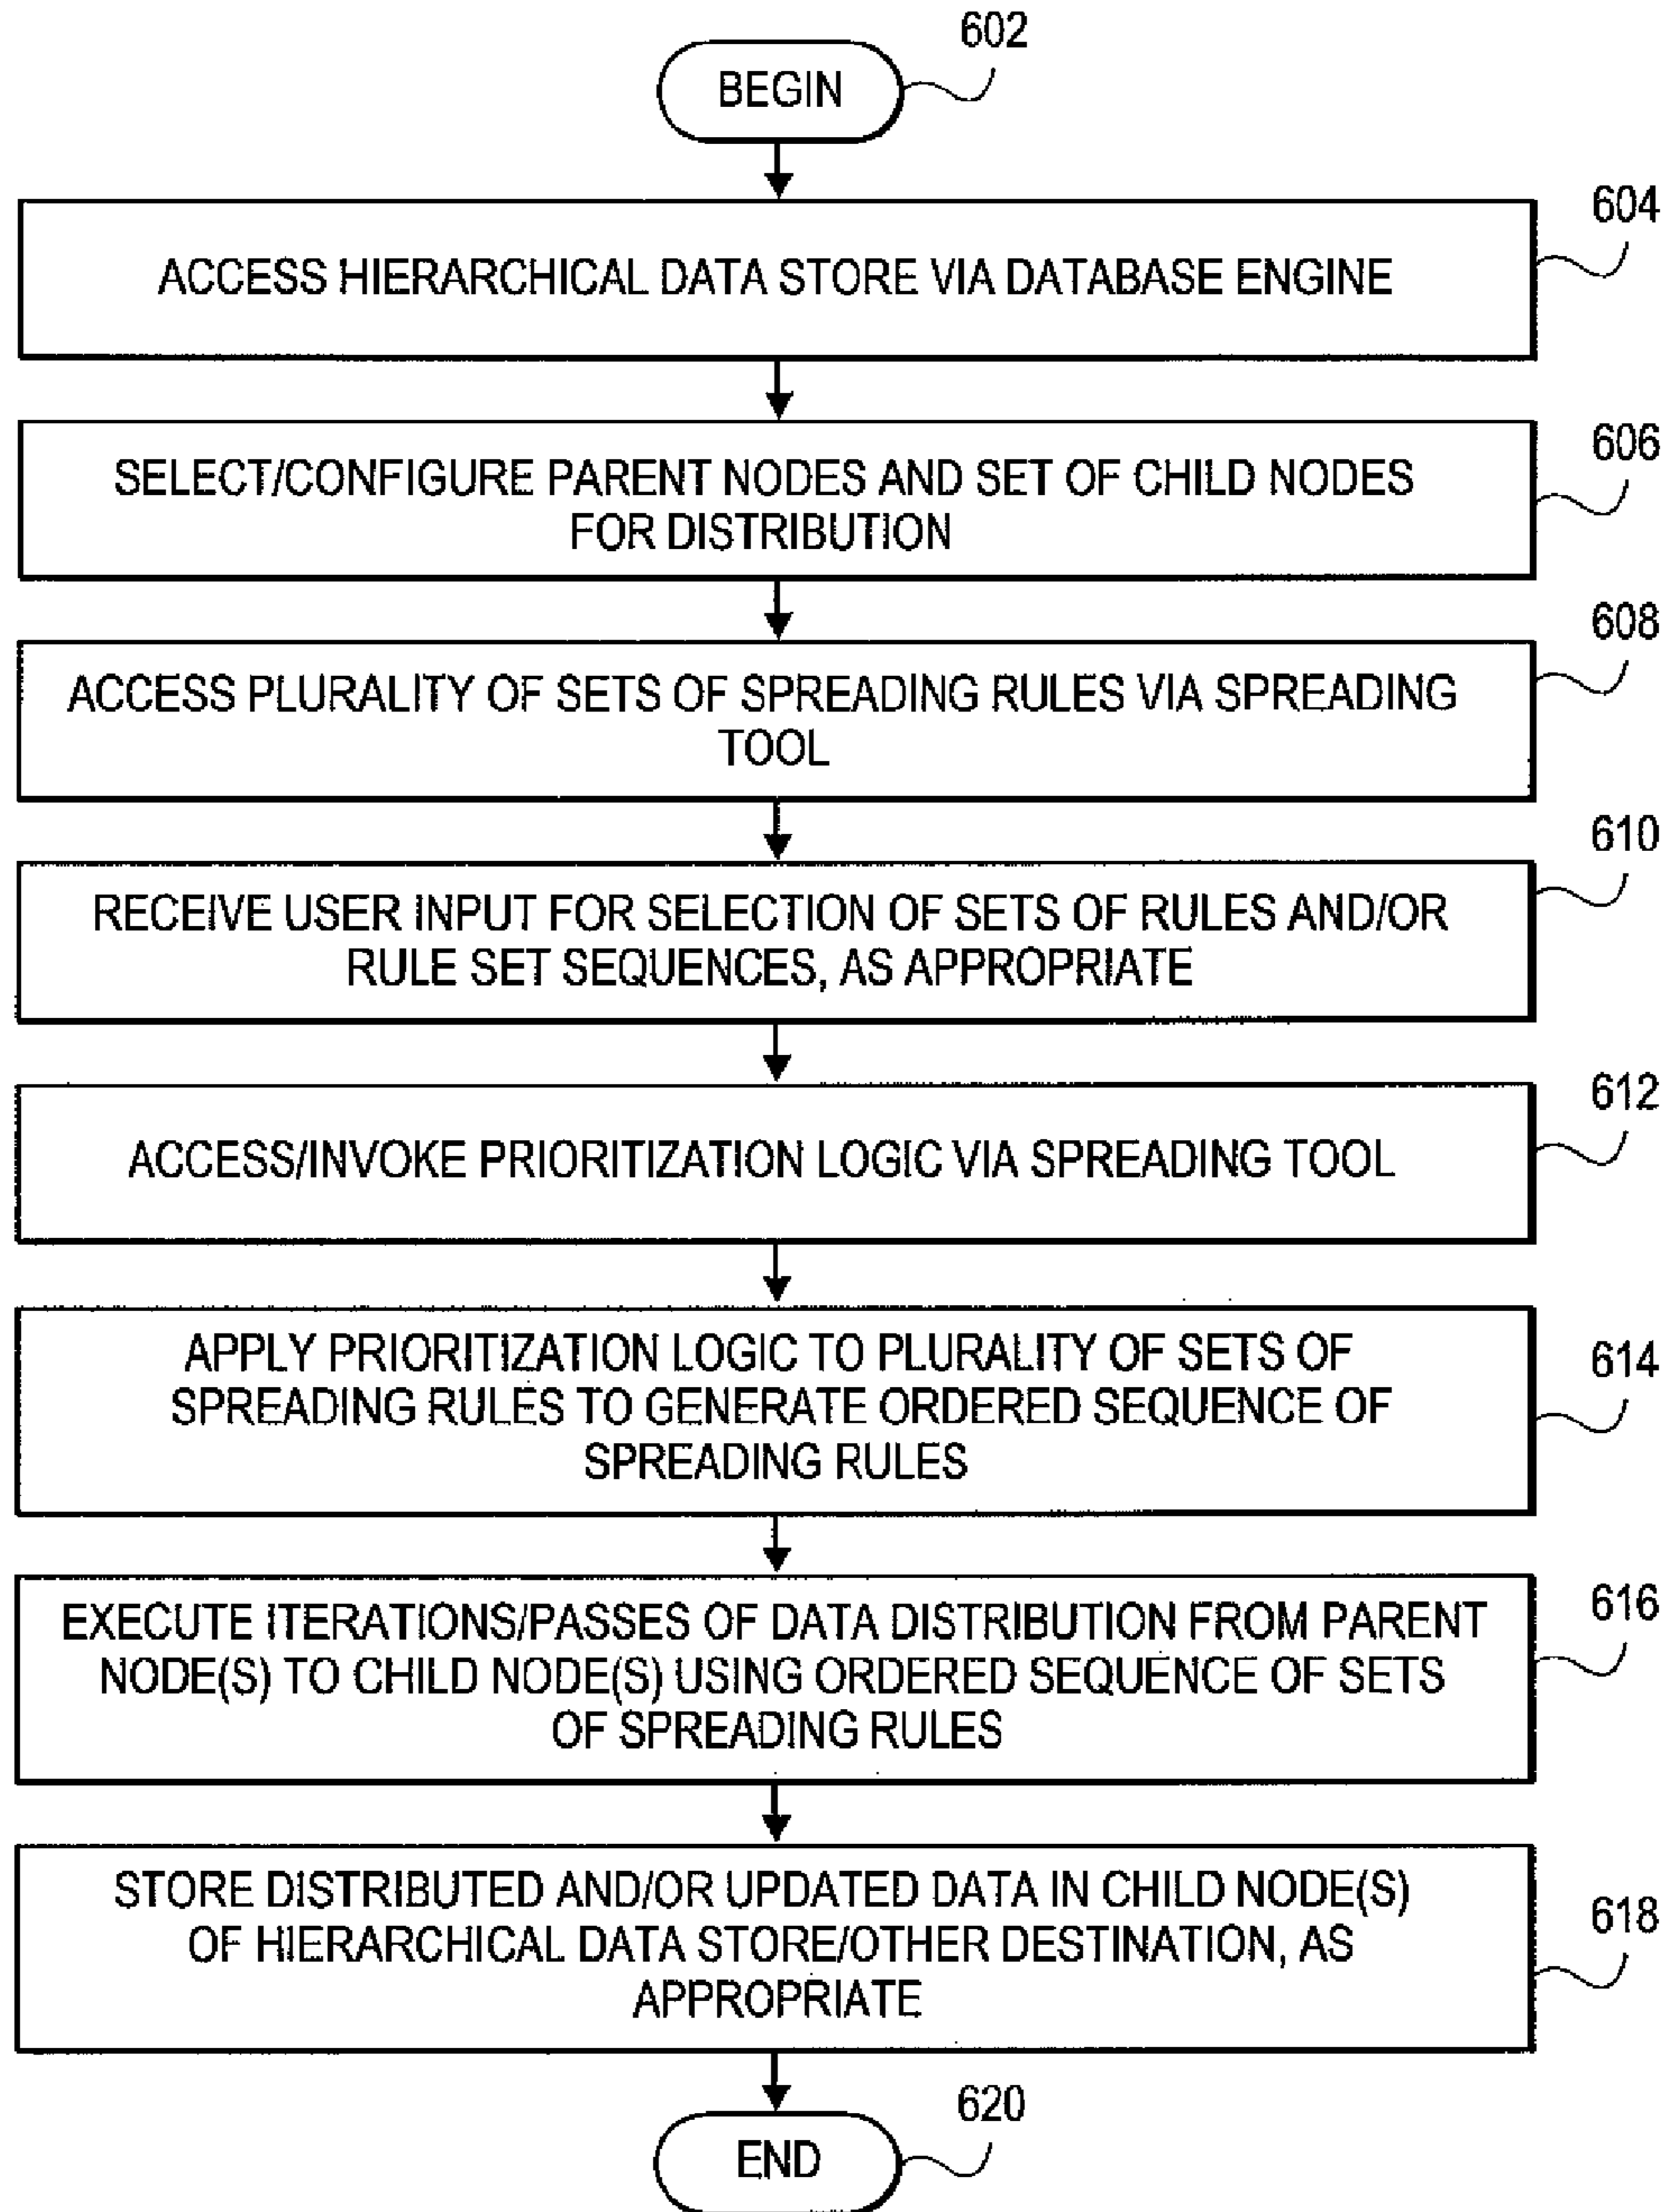 602
BEGIN
604
ACCESS HIERARCHICAL DATA STORE VIA DATABASE ENGINE
606
SELECT/CONFIGURE PARENT NODES AND SET OF CHILD NODES
FOR DISTRIBUTION
608
ACCESS PLURALITY OF SETS OF SPREADING RULES VIA SPREADING
TOOL
610
RECEIVE USER INPUT FOR SELECTION OF SETS OF RULES AND/OR
RULE SET SEQUENCES, AS APPROPRIATE
612
ACCESS/INVOKE PRIORITIZATION LOGIC VIA SPREADING TOOL
614
APPLY PRIORITIZATION LOGIC TO PLURALITY OF SETS OF
SPREADING RULES TO GENERATE ORDERED SEQUENCE OF
SPREADING RULES
616
EXECUTE ITERATIONS/PASSES OF DATA DISTRIBUTION FROM PARENT
NODE(S) TO CHILD NODE(S) USING ORDERED SEQUENCE OF SETS
OF SPREADING RULES
618
STORE DISTRIBUTED AND/OR UPDATED DATA IN CHILD NODE(S)
OF HIERARCHICAL DATA STORE/OTHER DESTINATION, AS
APPROPRIATE
620
END